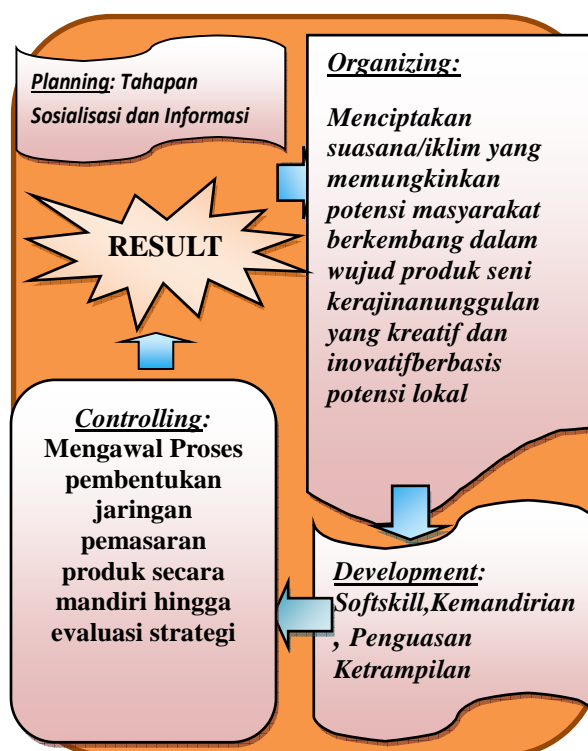 Planning: Tahapan
Sosialisasi dan Informasi
Organizing:
Menciptakan
suasana/iklim yang
memungkinkan
potensi masyarakat
berkembang dalam
wujud produk seni
kerajinanunggulan
yang kreatif dan
inovatifberbasis
potensi lokal
RESULT
Controlling:
Mengawal Proses
pembentukan
jaringan
pemasaran
produk secara
mandiri hingga
evaluasi strategi
Development:
Softskill,Kemandirian
, Penguasan
Ketrampilan